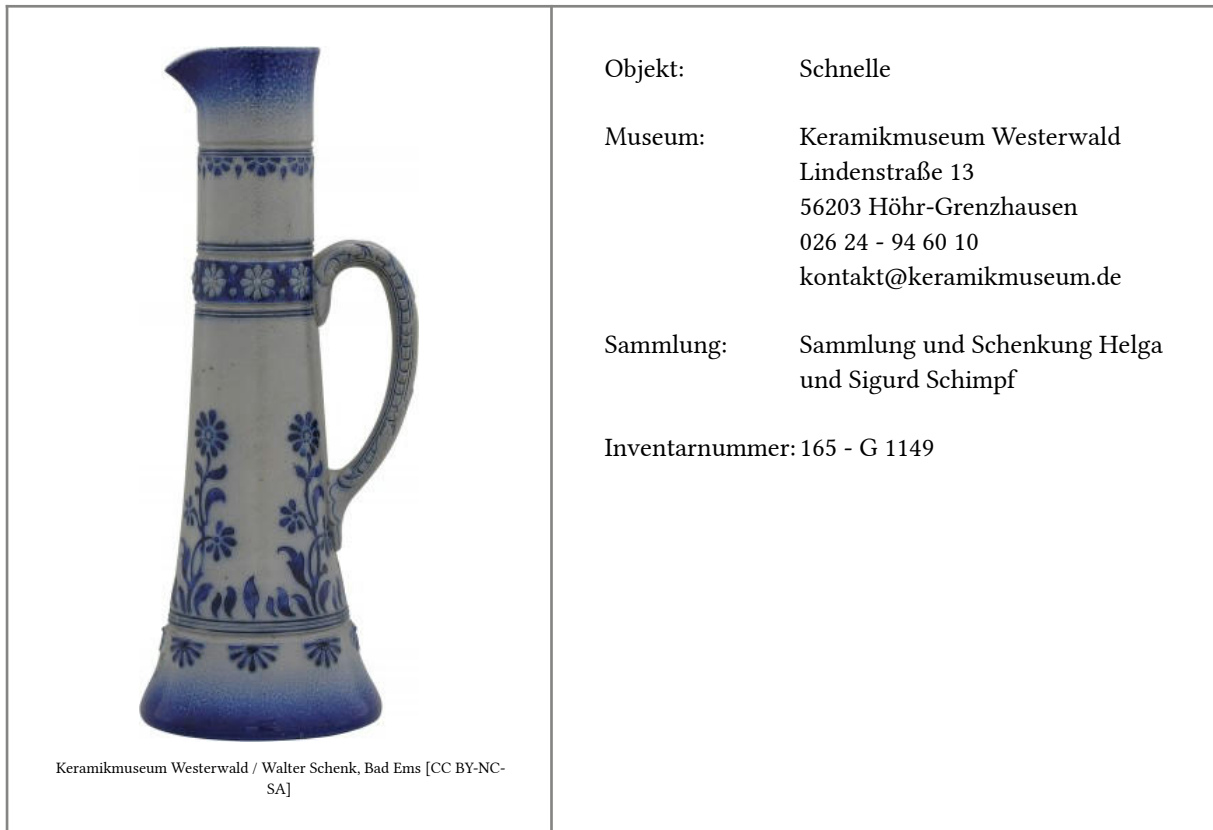 Keramikmuseum Westerwald / Walter Schenk, Bad Ems [CC BY-NC-
SA]
Objekt: Schnelle
Museum: Keramikmuseum Westerwald
Lindenstraße 13
56203 Höhr-Grenzhausen
026 24 - 94 60 10
kontakt@keramikmuseum.de
Sammlung: Sammlung und Schenkung Helga
und Sigurd Schimpf
Inventarnummer: 165 - G 1149